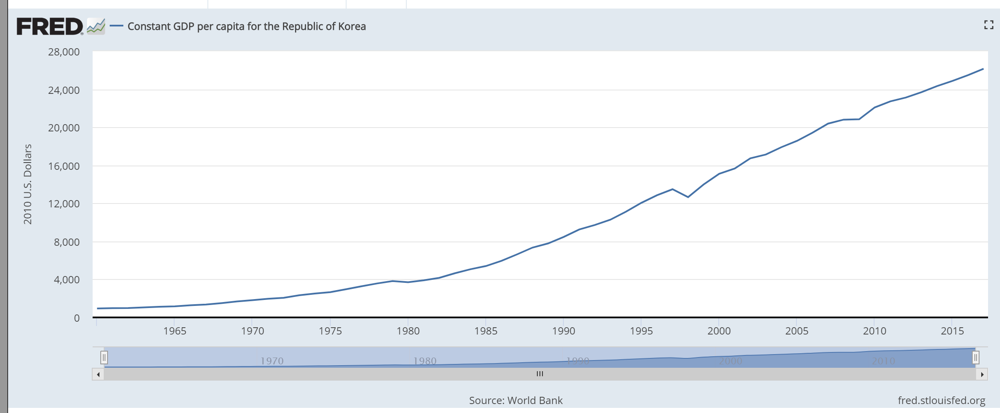 FRED® Constant GDP per capita for the Republic of Korea
28,000
24,000
20,000
16,000
12,000
8,000
4,000
0
2010 U.S. Dollars
1965 1970 1975 1980 1985 1990 1995 2000 2005 2010 2015
1970 1980 1990 2000 2010
Source: World Bank fred.stlouisfed.org